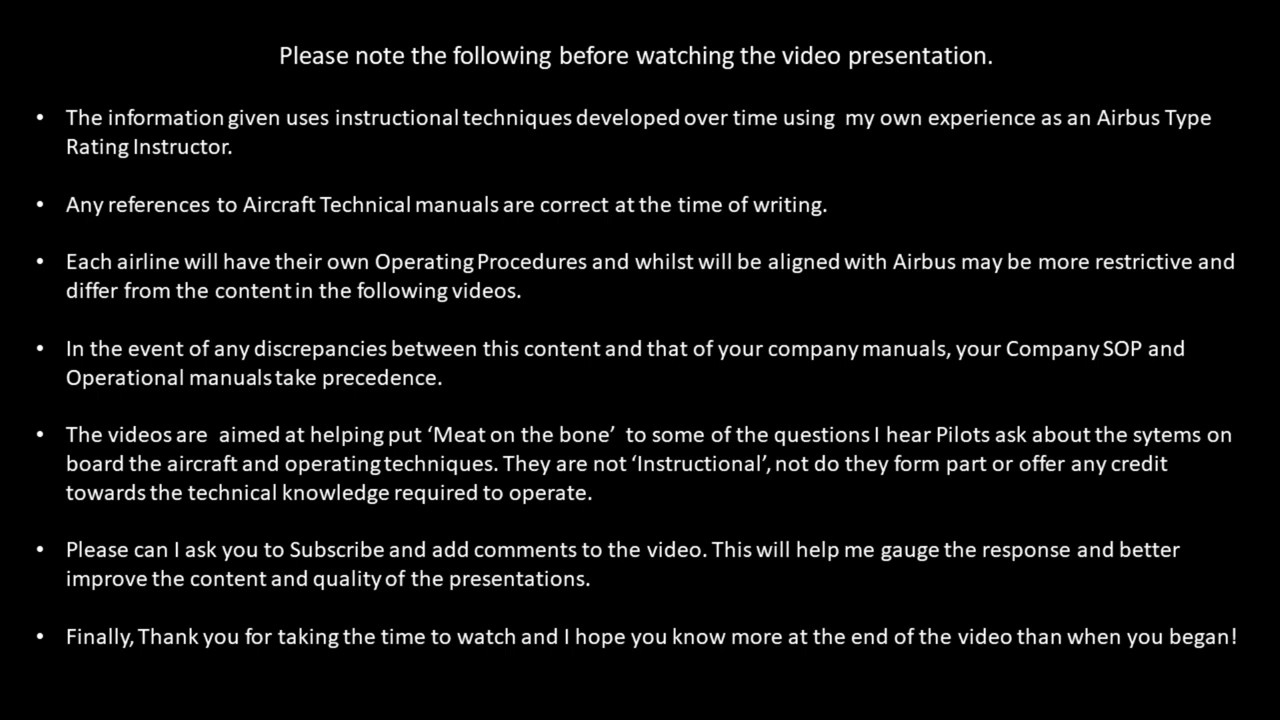 Please note the following before watching the video presentation.
• The information given uses instructional techniques developed over time using my own experience as an Airbus Type
Rating Instructor.
• Any references to Aircraft Technical manuals are correct at the time of writing.
• Each airline will have their own Operating Procedures and whilst will be aligned with Airbus may be more restrictive and
differ from the content in the following videos.
• In the event of any discrepancies between this content and that of your company manuals, your Company SOP and
Operational manuals take precedence.
• The videos are aimed at helping put ‘Meat on the bone’ to some of the questions I hear Pilots ask about the sytems on
board the aircraft and operating techniques. They are not ‘Instructional’, not do they form part or offer any credit
towards the technical knowledge required to operate.
• Please can I ask you to Subscribe and add comments to the video. This will help me gauge the response and better
improve the content and quality of the presentations.
• Finally, Thank you for taking the time to watch and I hope you know more at the end of the video than when you began!